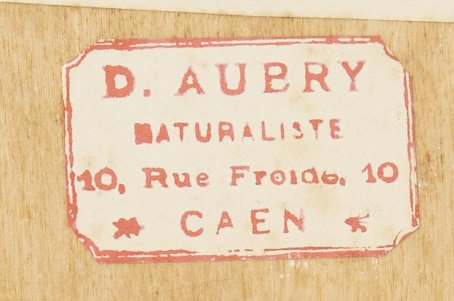 D. AUBRY
NATURALISTE
10, Rue Froide, 10
CAEN